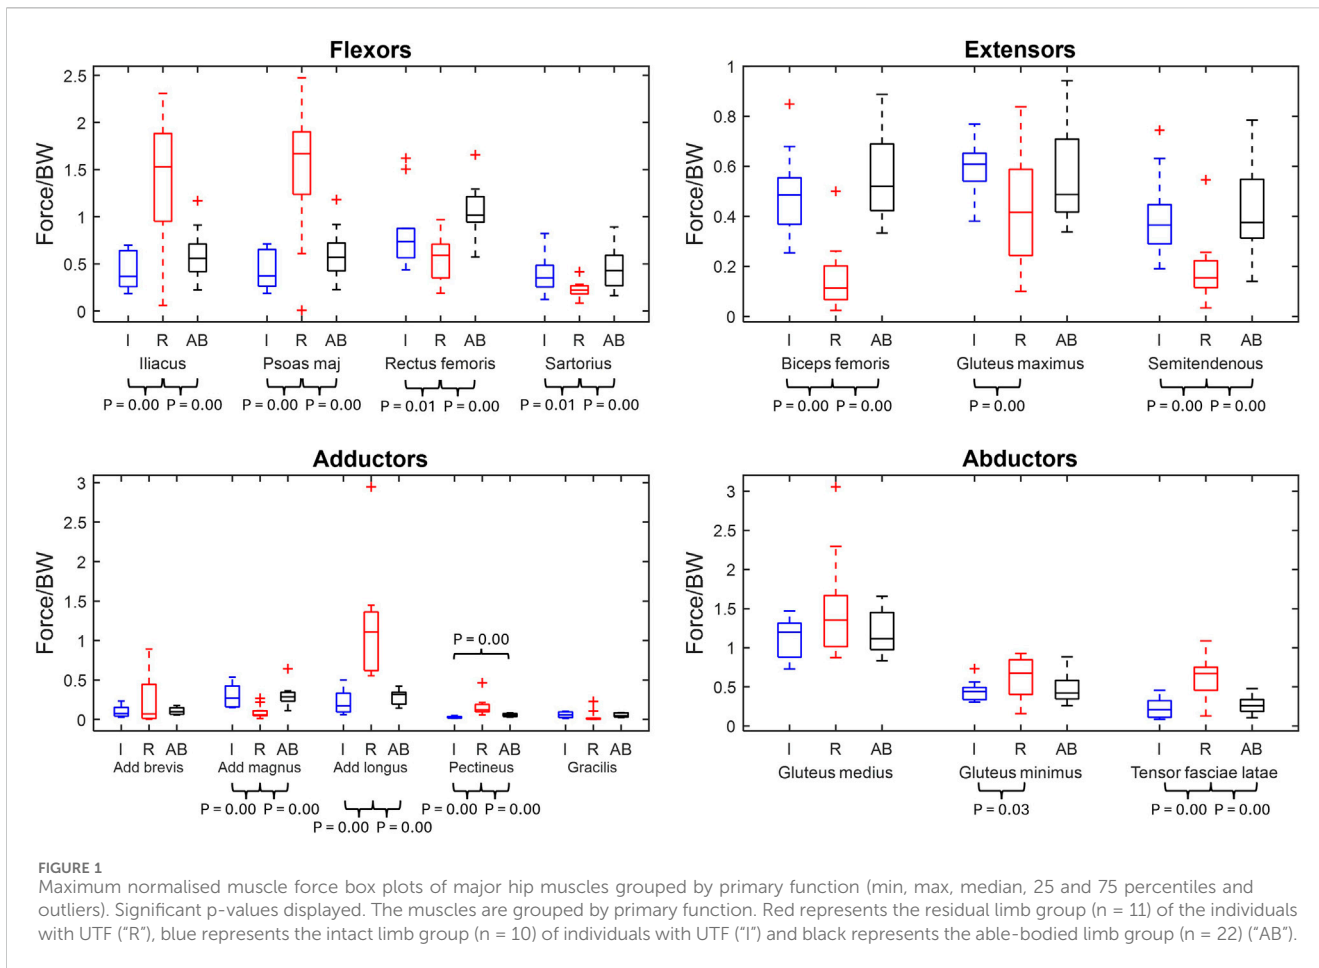 Flexors
Force/BW
2.5
2
1.5
1
0.5
0
I R AB I R AB I R AB I R AB
Iliacus Psoas maj Rectus femoris Sartorius
P = 0.00 P = 0.00 P = 0.00 P = 0.00 P = 0.01 P = 0.00 P = 0.01 P = 0.00
Extensors
Force/BW
1
0.8
0.6
0.4
0.2
0
I R AB I R AB I R AB
Biceps femoris Gluteus maximus Semitendenous
P = 0.00 P = 0.00 P = 0.00 P = 0.00 P = 0.00
Adductors
Force/BW
3
2.5
2
1.5
1
0.5
0
P = 0.00
I R AB I R AB I R AB I R AB I R AB
Add brevis Add magnus Add longus Pectineus Gracilis
P = 0.00 P = 0.00 P = 0.00 P = 0.00
P = 0.00 P = 0.00
Abductors
Force/BW
3
2.5
2
1.5
1
0.5
0
I R AB I R AB I R AB
Gluteus medius Gluteus minimus Tensor fasciae latae
P = 0.03 P = 0.00 P = 0.00
FIGURE 1
Maximum normalised muscle force box plots of major hip muscles grouped by primary function (min, max, median, 25 and 75 percentiles and
outliers). Significant p-values displayed. The muscles are grouped by primary function. Red represents the residual limb group (n = 11) of the individuals
with UTF ("R"), blue represents the intact limb group (n = 10) of individuals with UTF ("I") and black represents the able-bodied limb group (n = 22) ("AB").